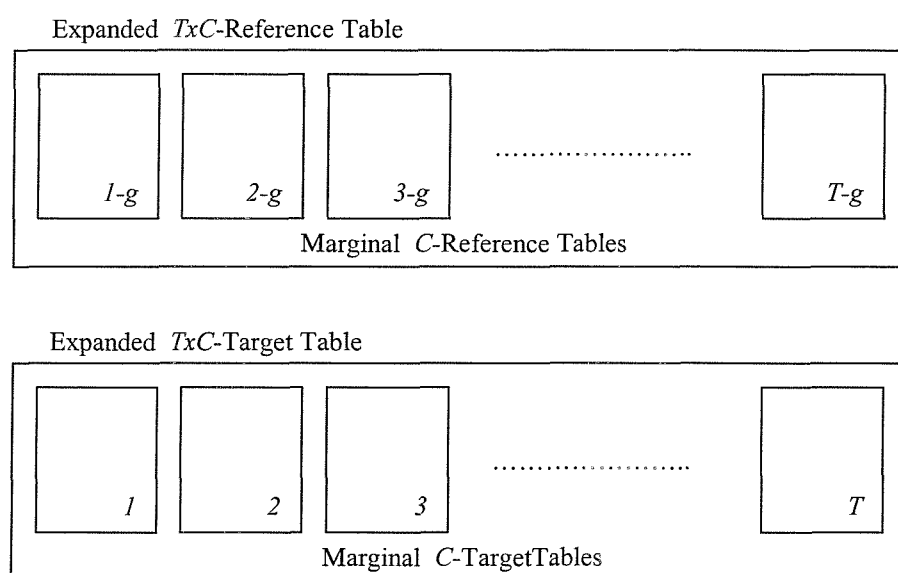 Expanded TxC-Reference Table
1-g 2-g 3-g ........................ T-g
Marginal C-Reference Tables
Expanded TxC-Target Table
1 2 3 ........................ T
Marginal C-TargetTables